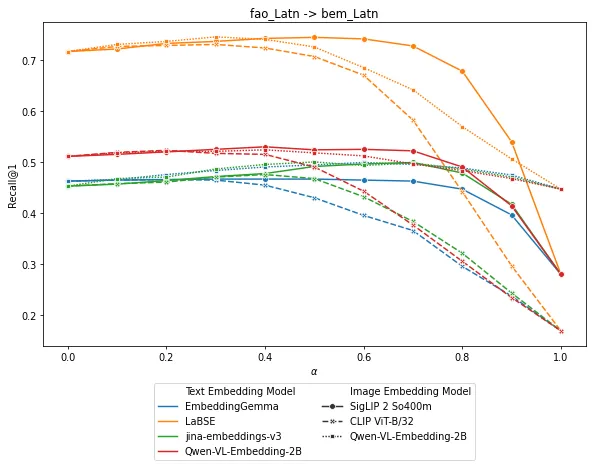 fao_Latn -> bem_Latn
Recall@1
0.7
0.6
0.5
0.4
0.3
0.2
0.0 0.2 0.4 0.6 0.8 1.0
α
Text Embedding Model Image Embedding Model
EmbeddingGemma SigLIP 2 So400m
LaBSE CLIP ViT-B/32
jina-embeddings-v3 Qwen-VL-Embedding-2B
Qwen-VL-Embedding-2B